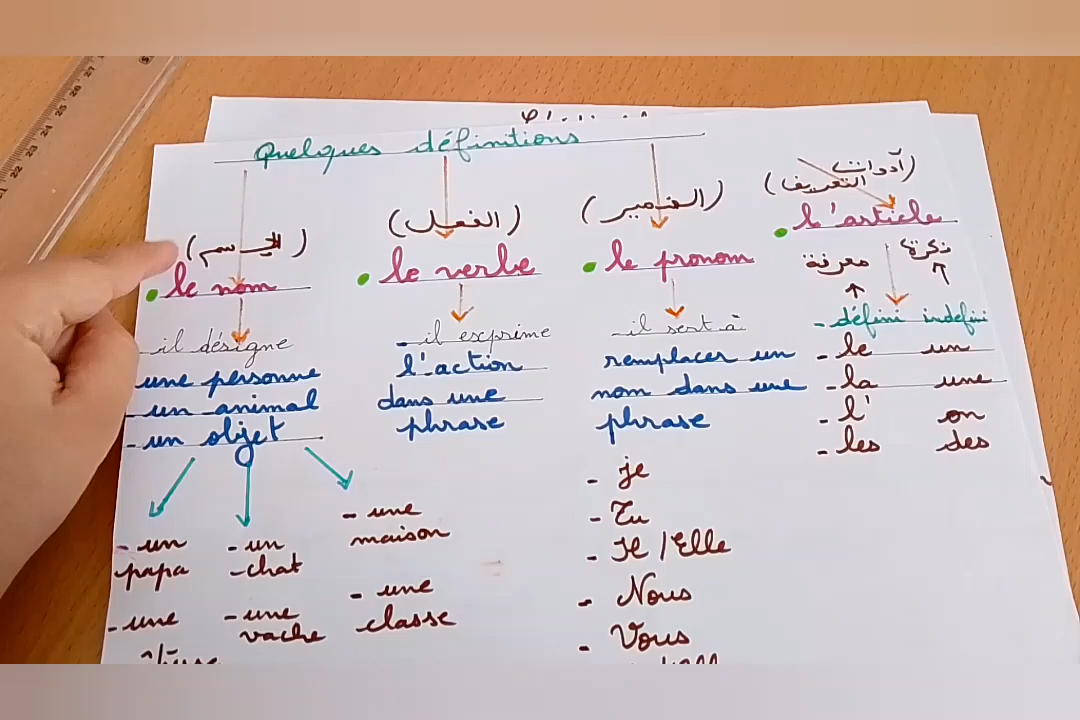 Quelques définitions
(الإسم)
• le nom
- il désigne
une personne
- un animal
- un objet
- un papa
- une
- un
- chat
- une vache
- une maison
- une classe
(الفعل)
• le verbe
- il exprime
l'action
dans une
phrase
(الضمير)
• le pronom
- il sert à
remplacer un
nom dans une
phrase
- je
- Tu
- Il / Elle
- Nous
- Vous
(أدوات التعريف)
• l'article
معرفة نكرة
- défini indéfini
- le un
- la une
- l' on
- les des